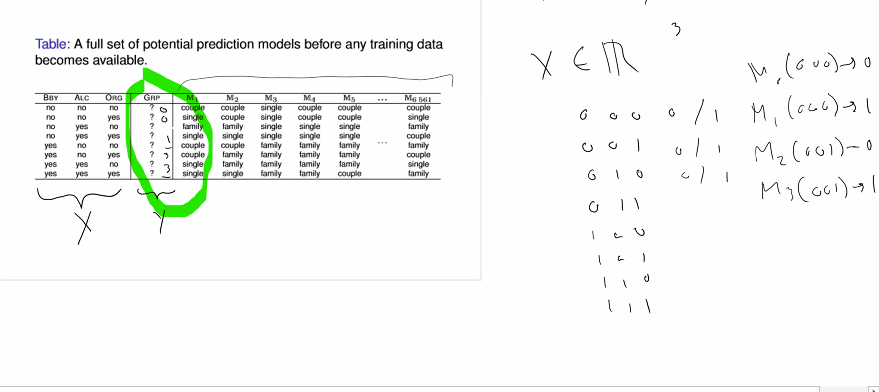 Table: A full set of potential prediction models before any training data
becomes available.
BBY ALC ORG GRP M1 M2 M3 M4 M5 ... M6 561
no no no ? 0 couple couple single couple couple couple
no no yes ? 0 single couple single couple couple single
no yes no ? family family single single single family
no yes yes ? 1 single single single single single couple
...
yes no no ? couple couple family family family family
yes no yes ? 2 couple family family family family couple
yes yes no ? 3 single family family family family single
yes yes yes ? single single family family couple family
X Y
X ∈ ℝ 3
0 0 0 0/1
0 0 1 0/1
0 1 0 0/1
0 1 1
1 0 0
1 0 1
1 1 0
1 1 1
(000)→0
M1(000)→1
M2(001)→0
M3(001)→1